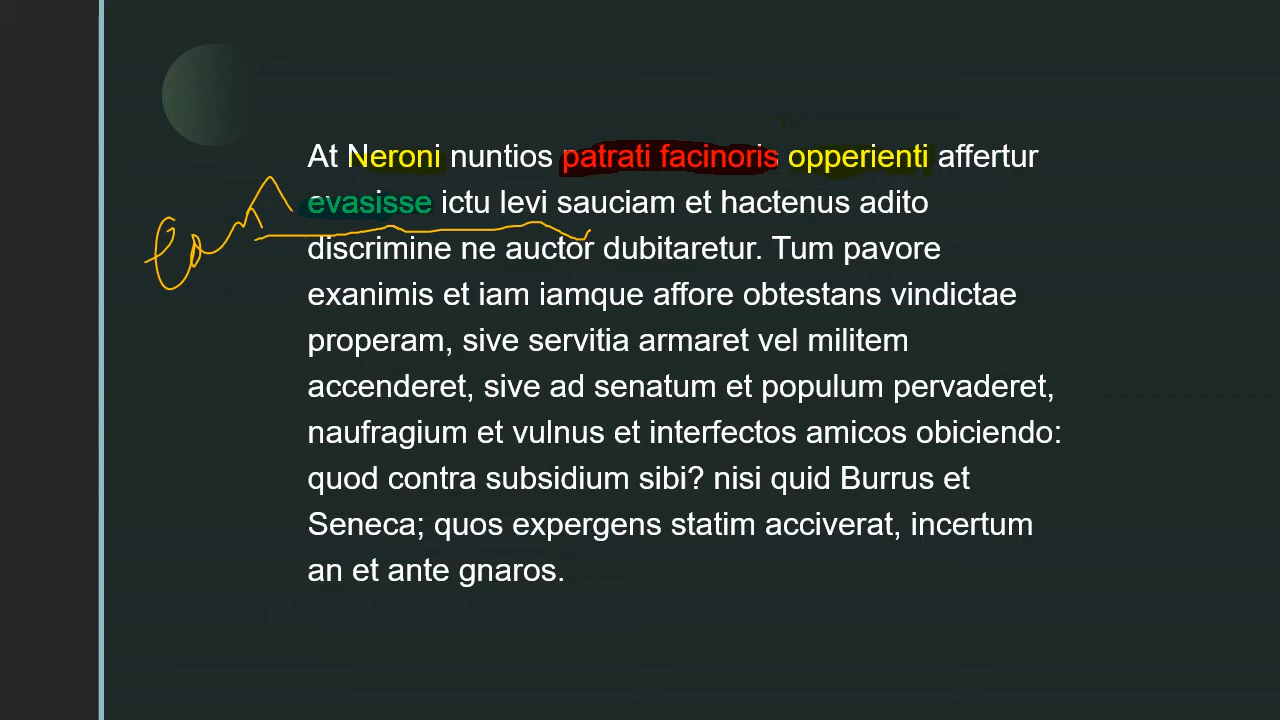 At Neroni nuntios patrati facinoris opperienti affertur
eam
evasisse ictu levi sauciam et hactenus adito
discrimine ne auctor dubitaretur. Tum pavore
exanimis et iam iamque affore obtestans vindictae
properam, sive servitia armaret vel militem
accenderet, sive ad senatum et populum pervaderet,
naufragium et vulnus et interfectos amicos obiciendo:
quod contra subsidium sibi? nisi quid Burrus et
Seneca; quos expergens statim acciverat, incertum
an et ante gnaros.